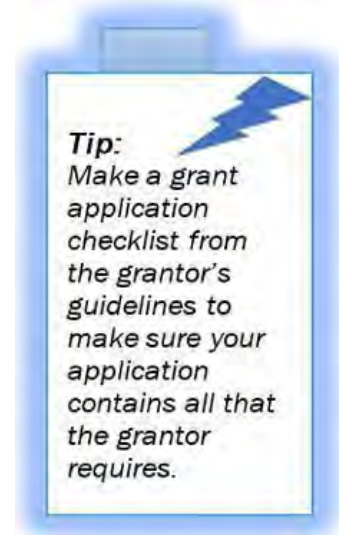 Tip:
Make a grant
application
checklist from
the grantor's
guidelines to
make sure your
application
contains all that
the grantor
requires.